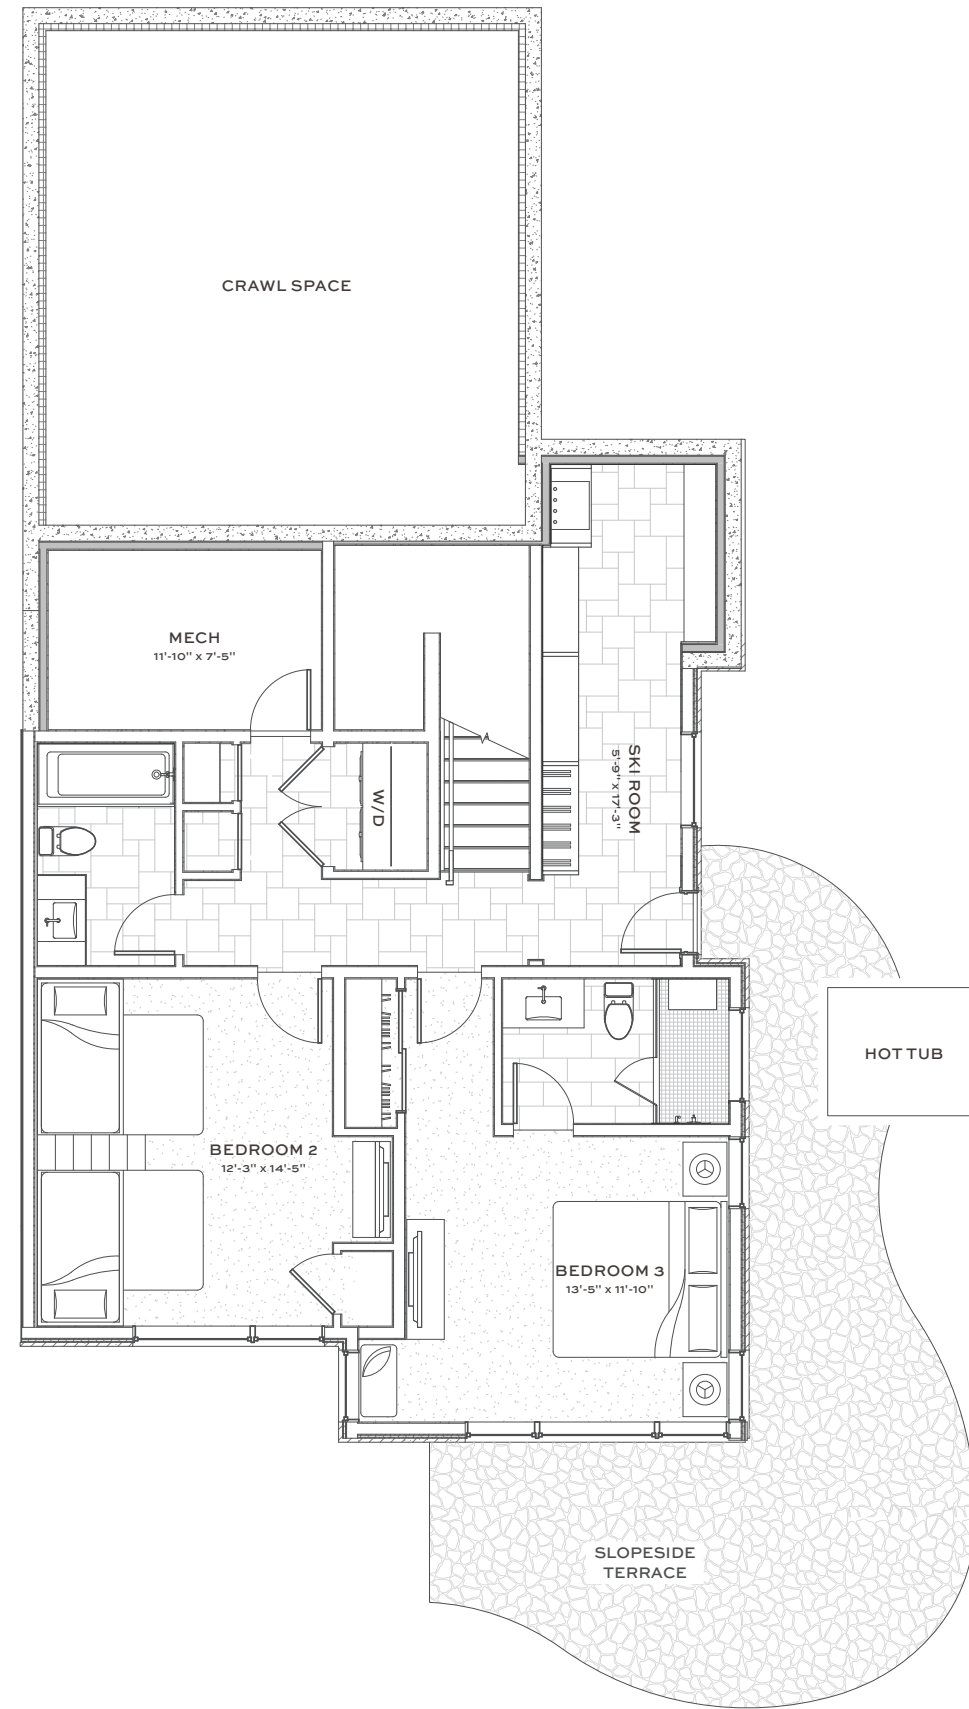 CRAWL SPACE
MECH
11'-10" x 7'-5"
SKI ROOM
5'-9" x 17'-3"
W/D
HOT TUB
BEDROOM 2
12'-3" x 14'-5"
BEDROOM 3
13'-5" x 11'-10"
SLOPESIDE
TERRACE